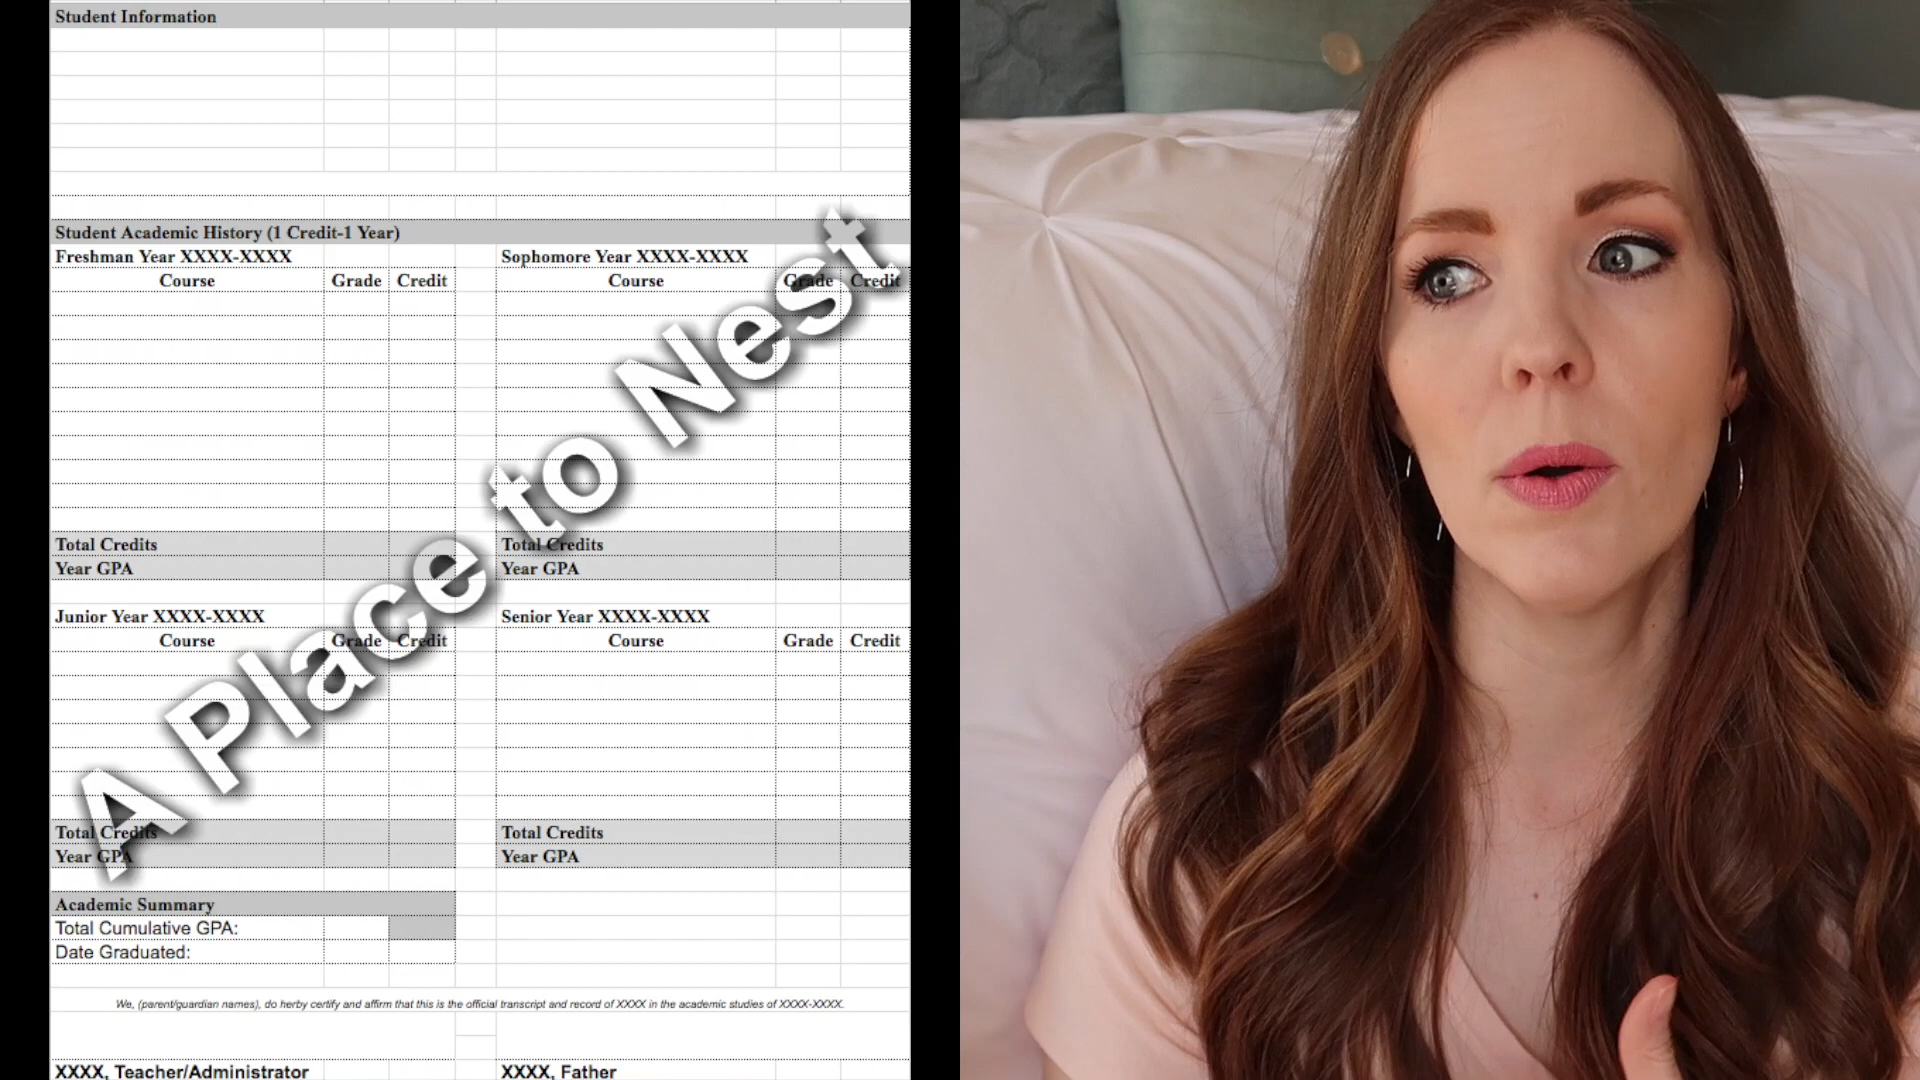 Student Information
Student Academic History (1 Credit-1 Year)
Freshman Year XXXX-XXXX
Course Grade Credit
Sophomore Year XXXX-XXXX
Course Grade Credit
Total Credits
Year GPA
Total Credits
Year GPA
Junior Year XXXX-XXXX
Course Grade Credit
Senior Year XXXX-XXXX
Course Grade Credit
Total Credits
Year GPA
Total Credits
Year GPA
Academic Summary
Total Cumulative GPA:
Date Graduated:
We, (parent/guardian names), do herby certify and affirm that this is the official transcript and record of XXXX in the academic studies of XXXX-XXXX.
XXXX, Teacher/Administrator
XXXX, Father
A Place to Nest